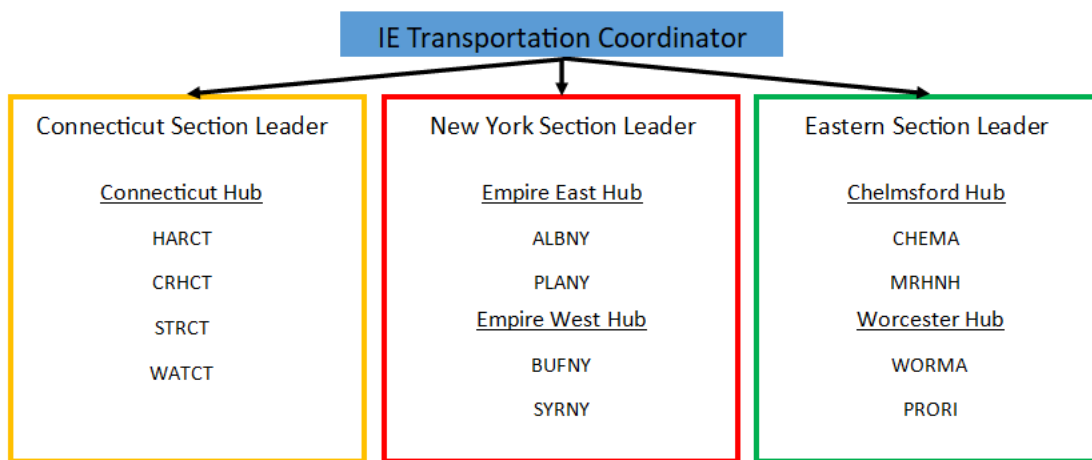 IE Transportation Coordinator
Connecticut Section Leader
Connecticut Hub
HARCT
CRHCT
STRCT
WATCT
New York Section Leader
Empire East Hub
ALBNY
PLANY
Empire West Hub
BUFNY
SYRNY
Eastern Section Leader
Chelmsford Hub
CHEMA
MRHNH
Worcester Hub
WORMA
PRORI